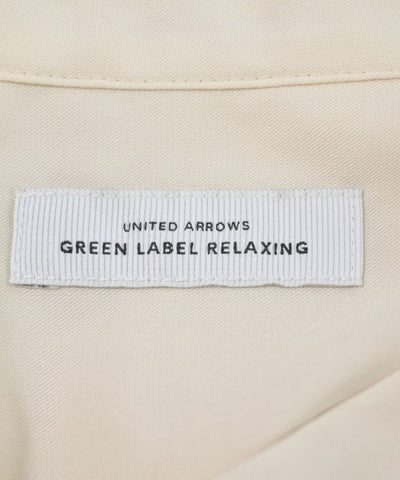 UNITED ARROWS
GREEN LABEL RELAXING